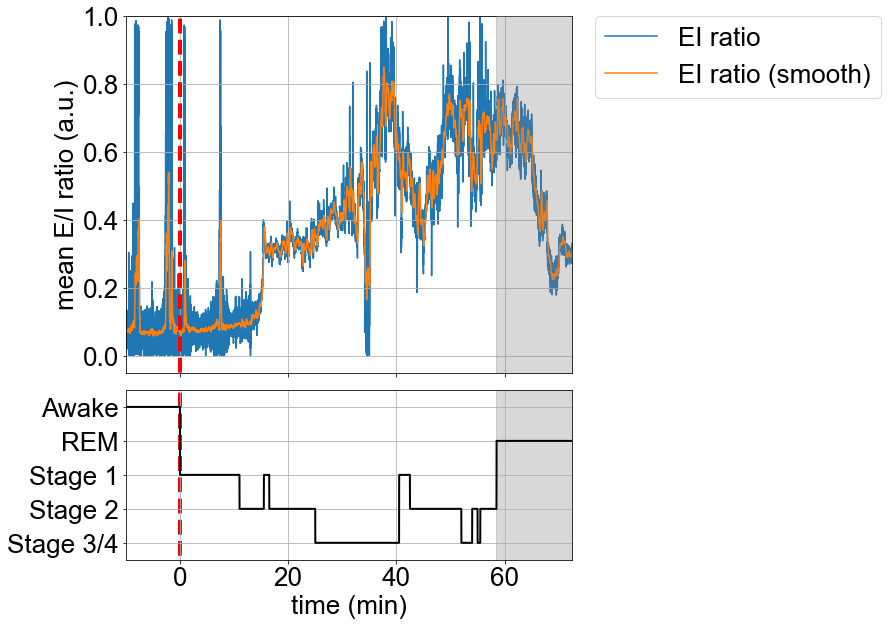 1.0
0.8
0.6
0.4
0.2
0.0
mean E/I ratio (a.u.)
EI ratio
EI ratio (smooth)
Awake
REM
Stage 1
Stage 2
Stage 3/4
0 20 40 60
time (min)